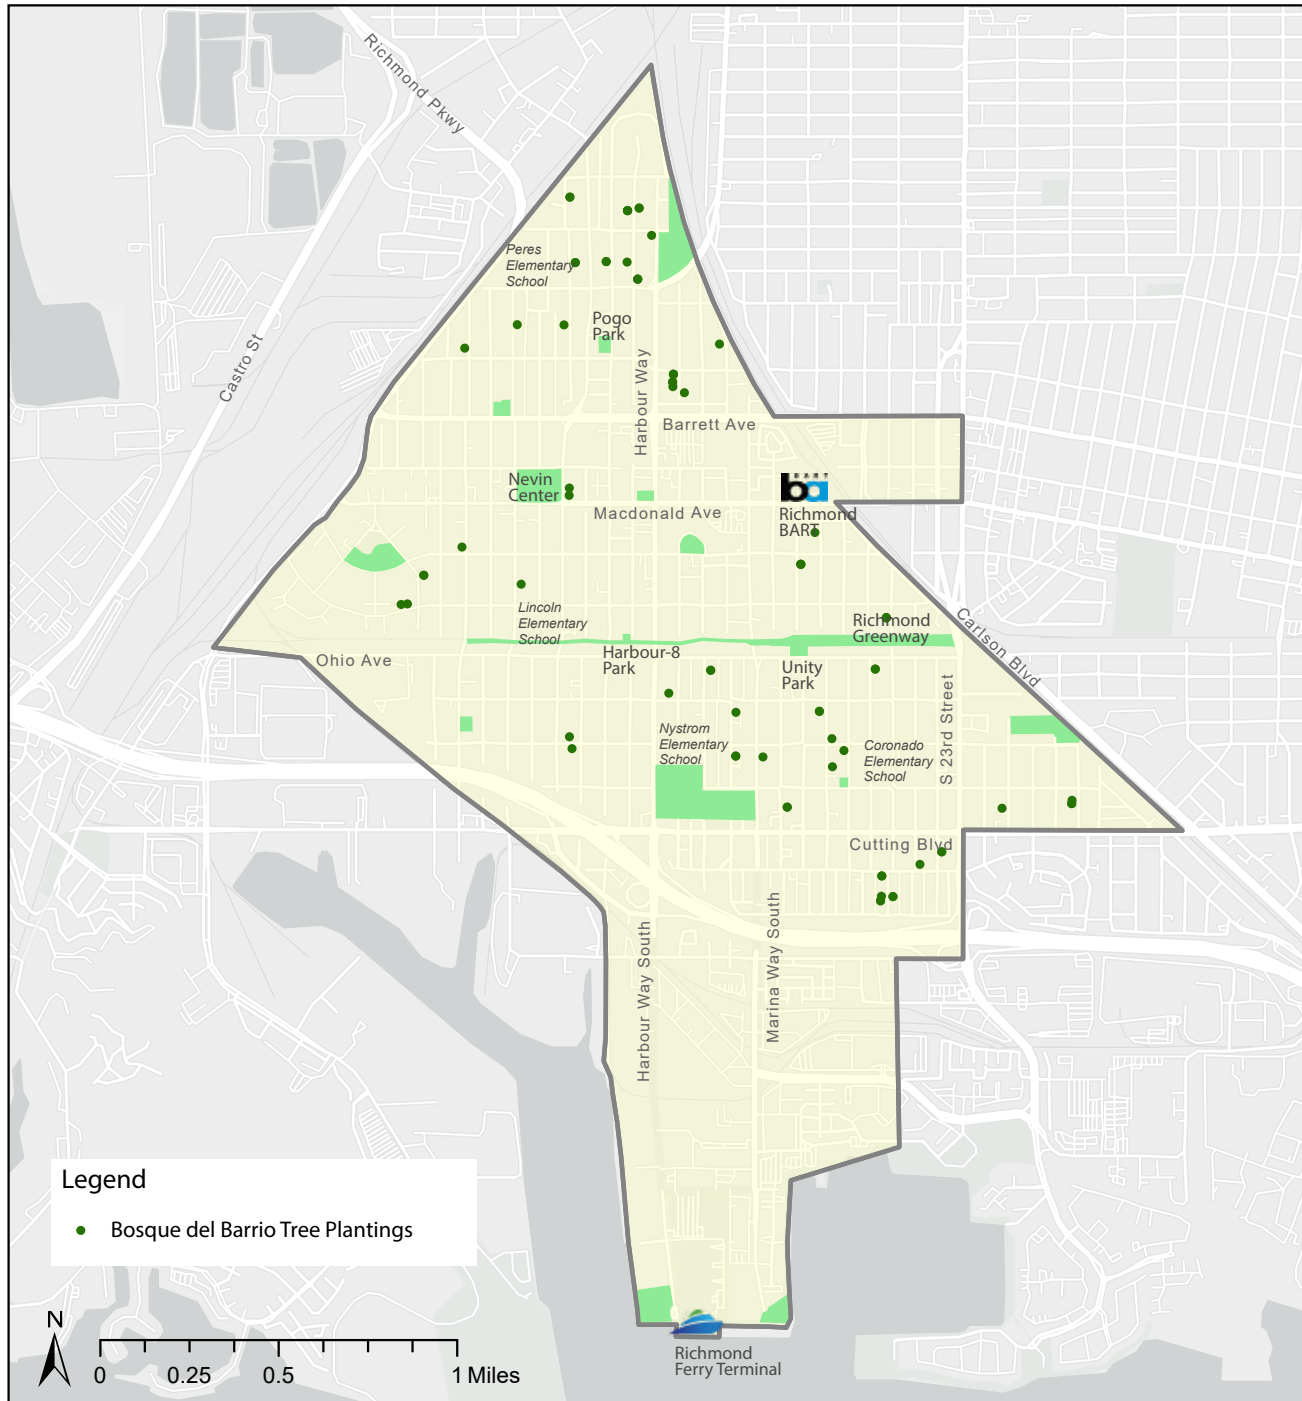 Richmond Pkwy
Castro St
Peres
Elementary
School
Pogo
Park
Harbour Way
Barrett Ave
Nevin
Center
Macdonald Ave
BART
ba
Richmond
BART
Lincoln
Elementary
School
Richmond
Greenway
Carlson Blvd
Harbour-8
Park
Unity
Park
Ohio Ave
S 23rd Street
Nystrom
Elementary
School
Coronado
Elementary
School
Cutting Blvd
Harbour Way South
Marina Way South
Legend
Bosque del Barrio Tree Plantings
N
0 0.25 0.5 1 Miles
Richmond
Ferry Terminal